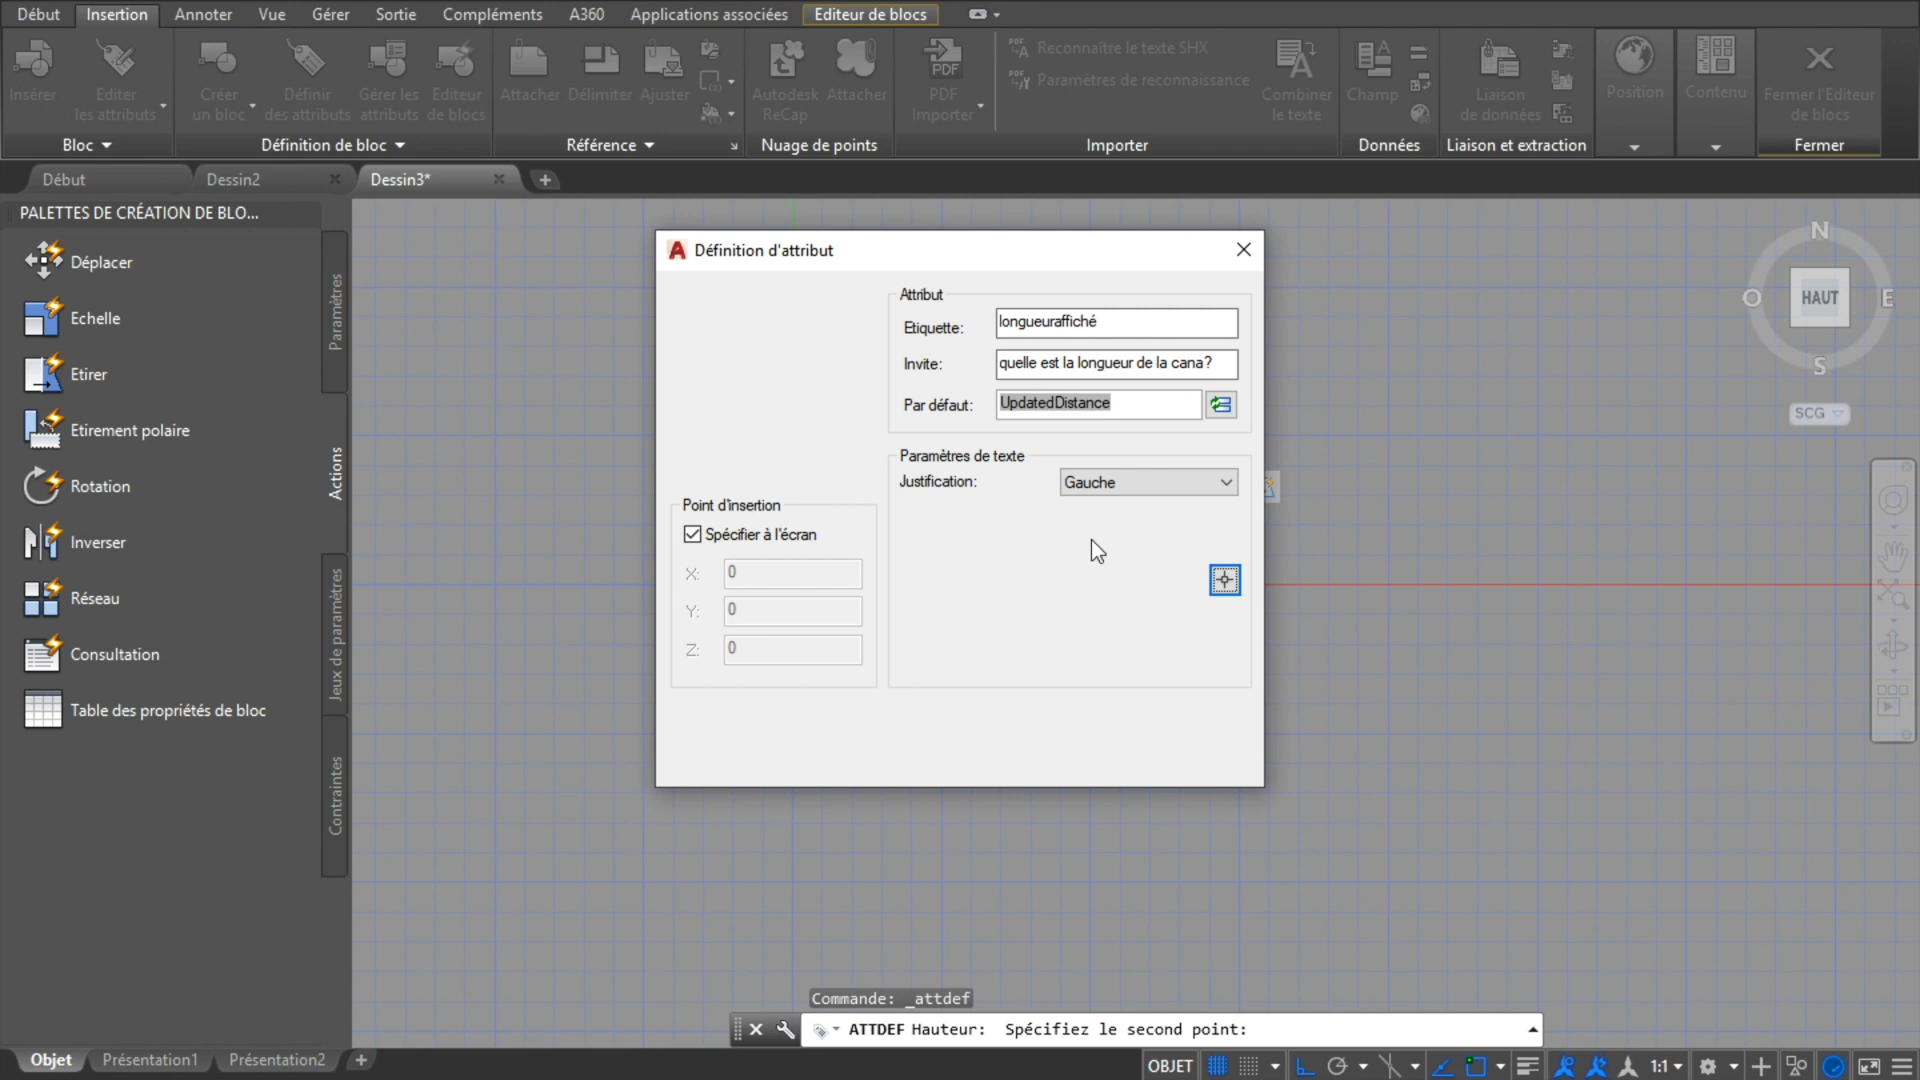 Début Insertion Annoter Vue Gérer Sortie Compléments A360 Applications associées Editeur de blocs
Insérer
Editer
les attributs
Créer
un bloc
Définir
des attributs
Gérer les
attributs
Editeur
de blocs
Attacher Délimiter Ajuster
Autodesk
ReCap
Attacher
PDF
PDF
Importer
Reconnaître le texte SHX
Paramètres de reconnaissance
Combiner
le texte
Champ
Liaison
de données
Position
Contenu
Fermer l'Editeur
de blocs
Bloc Définition de bloc Référence Nuage de points Importer Données Liaison et extraction Fermer
Début Dessin2 Dessin3*
PALETTES DE CRÉATION DE BLO...
Déplacer
Echelle
Etirer
Etirement polaire
Rotation
Inverser
Réseau
Consultation
Table des propriétés de bloc
Paramètres
Actions
Jeux de paramètres
Contraintes
Définition d'attribut
Attribut
Etiquette: longueuraffiché
Invite: quelle est la longueur de la cana?
Par défaut: UpdatedDistance
Paramètres de texte
Justification: Gauche
Point d'insertion
Spécifier à l'écran
X: 0
Y: 0
Z: 0
N
O HAUT E
S
SCG
Commande: _attdef
ATTDEF Hauteur: Spécifiez le second point:
Objet Présentation1 Présentation2
OBJET 1:1